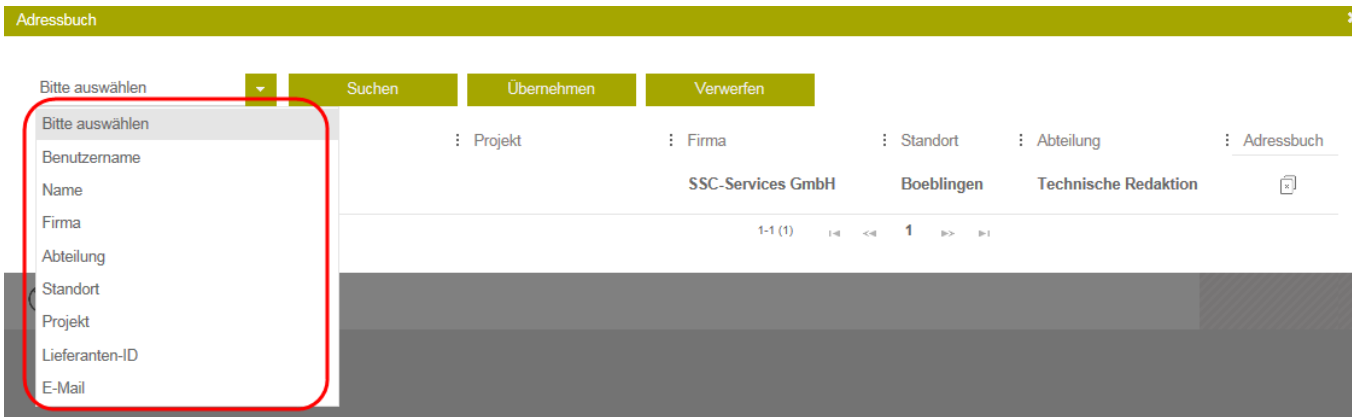 Adressbuch
Bitte auswählen Suchen Übernehmen Verwerfen
Bitte auswählen
Benutzername
Name
Firma
Abteilung
Standort
Projekt
Lieferanten-ID
E-Mail
Projekt Firma Standort Abteilung Adressbuch
SSC-Services GmbH Boeblingen Technische Redaktion
1-1 (1) 1